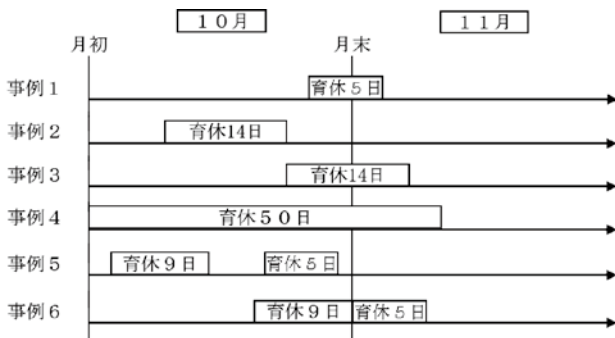 10月 11月
月初 月末
事例1 育休5日
事例2 育休14日
事例3 育休14日
事例4 育休50日
事例5 育休9日 育休5日
事例6 育休9日 育休5日